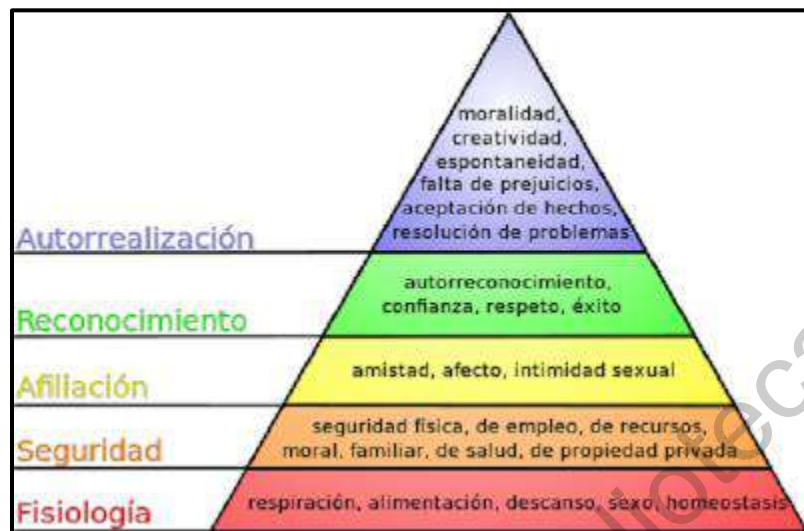 moralidad,
creatividad,
espontaneidad,
falta de prejuicios,
aceptación de hechos,
resolución de problemas
Autorrealización
autorreconocimiento,
confianza, respeto, éxito
Reconocimiento
amistad, afecto, intimidad sexual
Afiliación
seguridad física, de empleo, de recursos,
moral, familiar, de salud, de propiedad privada
Seguridad
respiración, alimentación, descanso, sexo, homeostasis
Fisiología